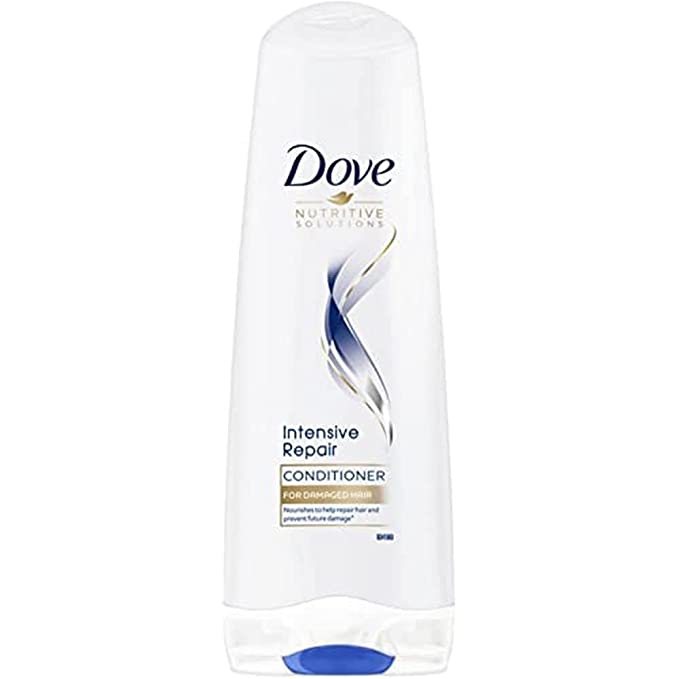 Dove
NUTRITIVE
SOLUTIONS
Intensive
Repair
CONDITIONER
FOR DAMAGED HAIR
Nourishes to help repair hair and
prevent future damage*